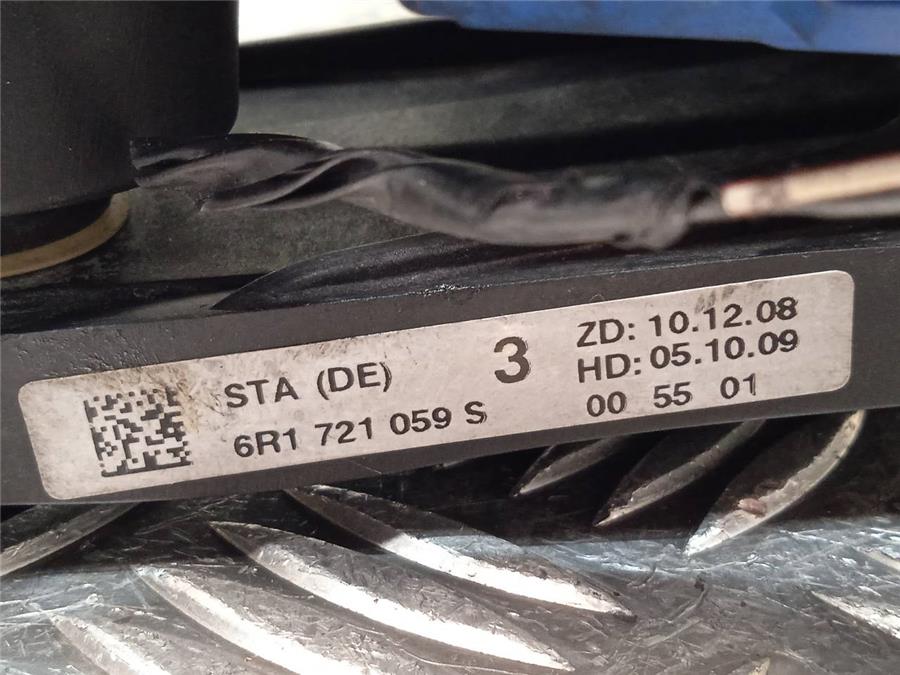 STA (DE)
6R1 721 059 S
3
ZD: 10.12.08
HD: 05.10.09
00 55 01